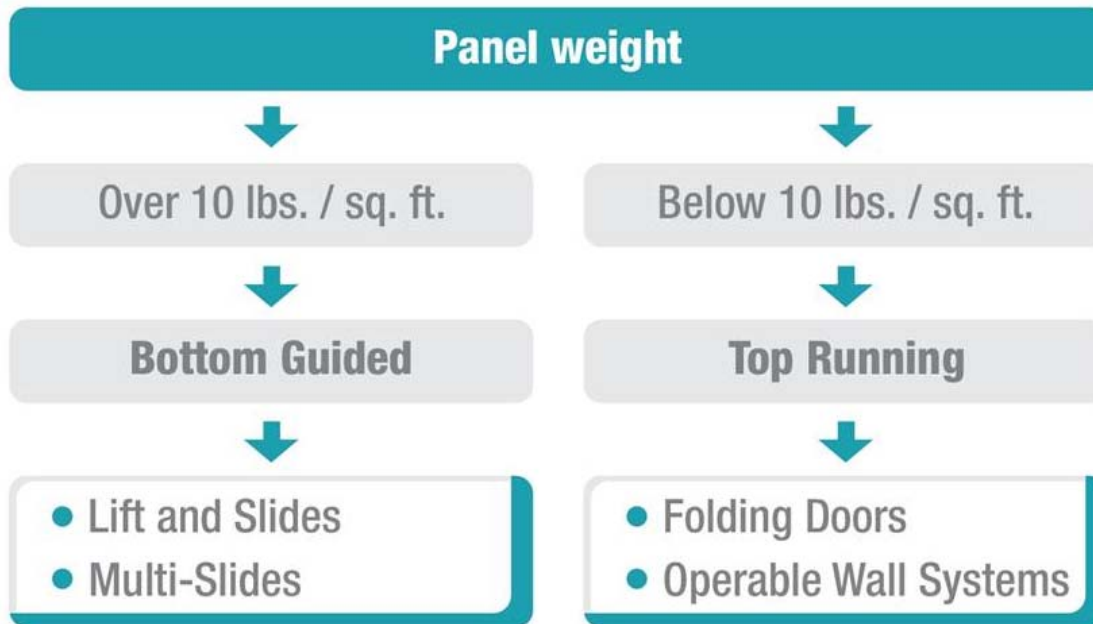 Panel weight
Over 10 lbs. / sq. ft.
Below 10 lbs. / sq. ft.
Bottom Guided
Top Running
• Lift and Slides
• Multi-Slides
• Folding Doors
• Operable Wall Systems